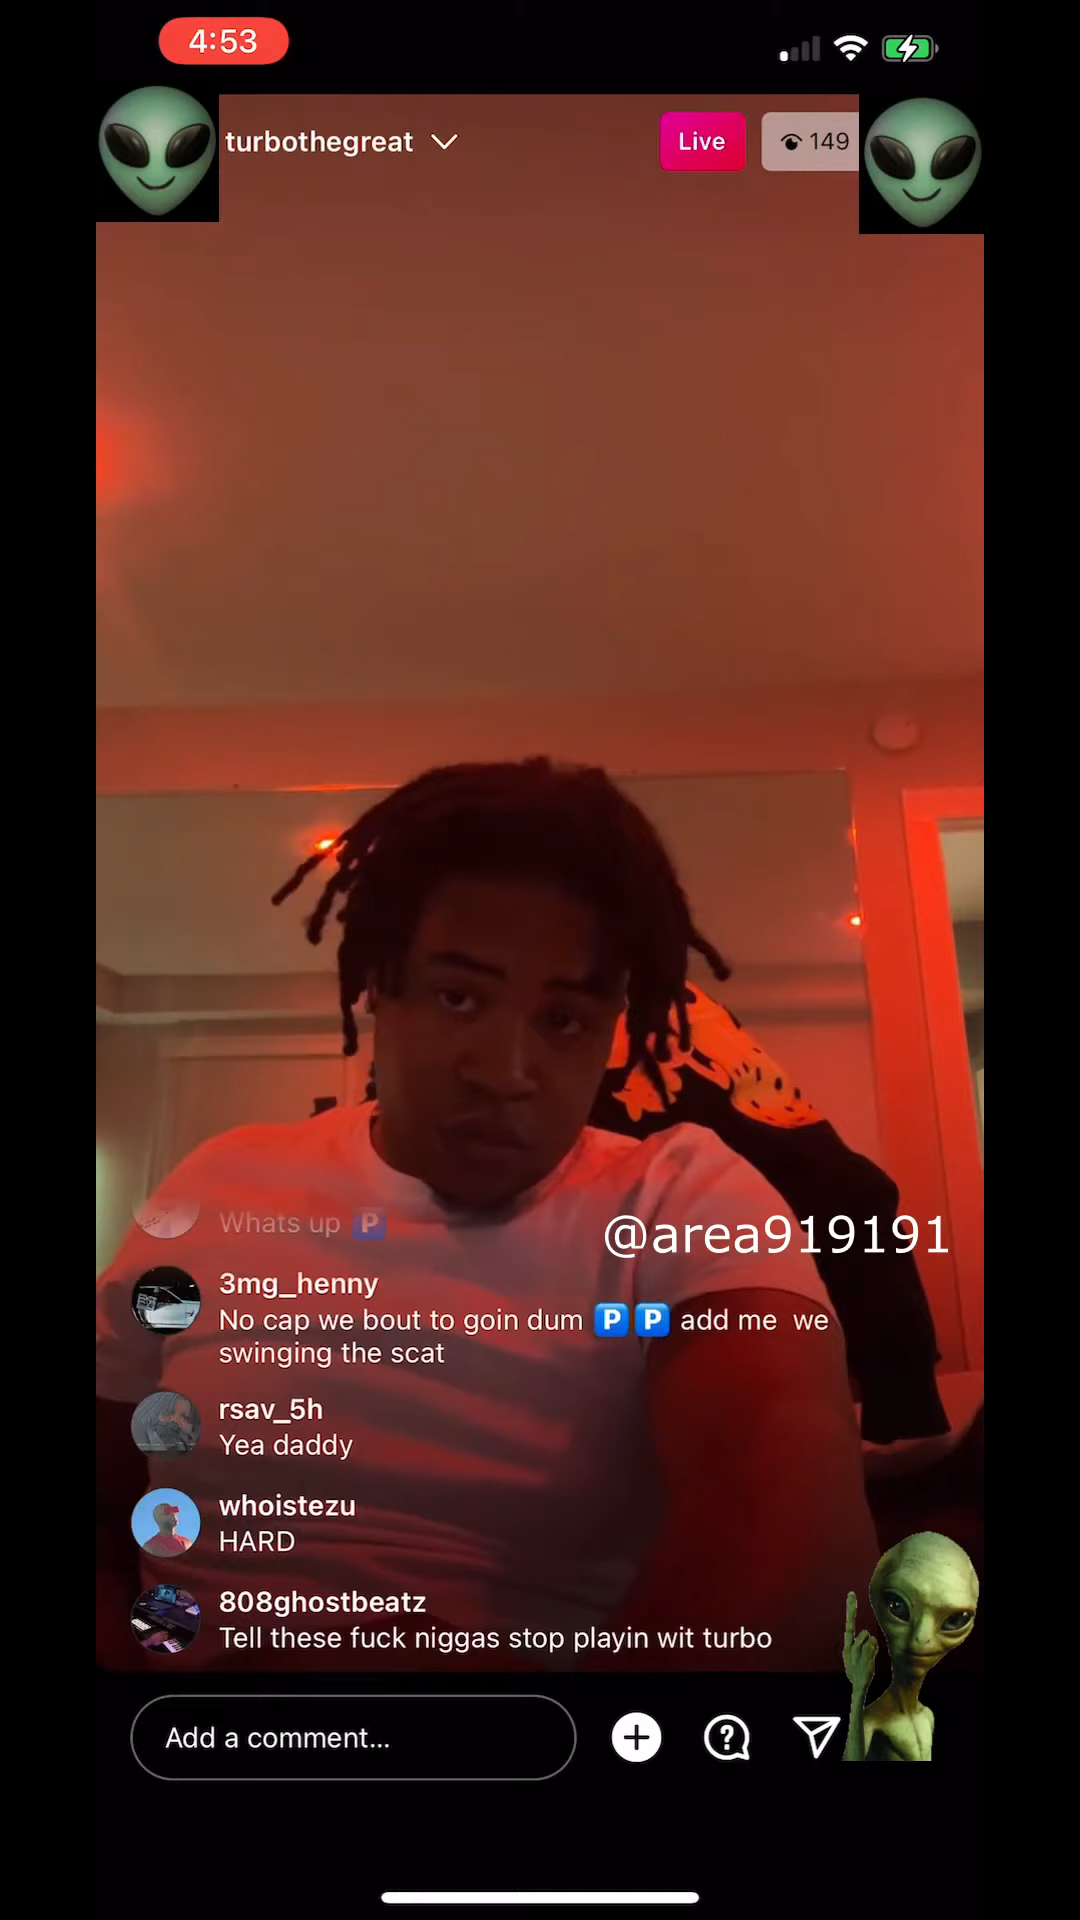 4:53
turbothegreat
Live
149
Whats up 🅿️
@area919191
3mg_henny
No cap we bout to goin dum 🅿️🅿️ add me  we
swinging the scat
rsav_5h
Yea daddy
whoistezu
HARD
808ghostbeatz
Tell these fuck niggas stop playin wit turbo
Add a comment...